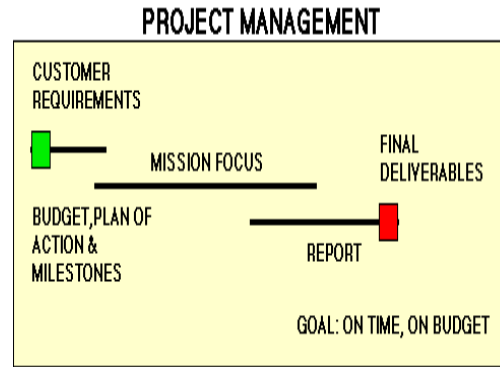 PROJECT MANAGEMENT
CUSTOMER
REQUIREMENTS
MISSION FOCUS
FINAL
DELIVERABLES
BUDGET,PLAN OF
ACTION &
MILESTONES
REPORT
GOAL: ON TIME, ON BUDGET